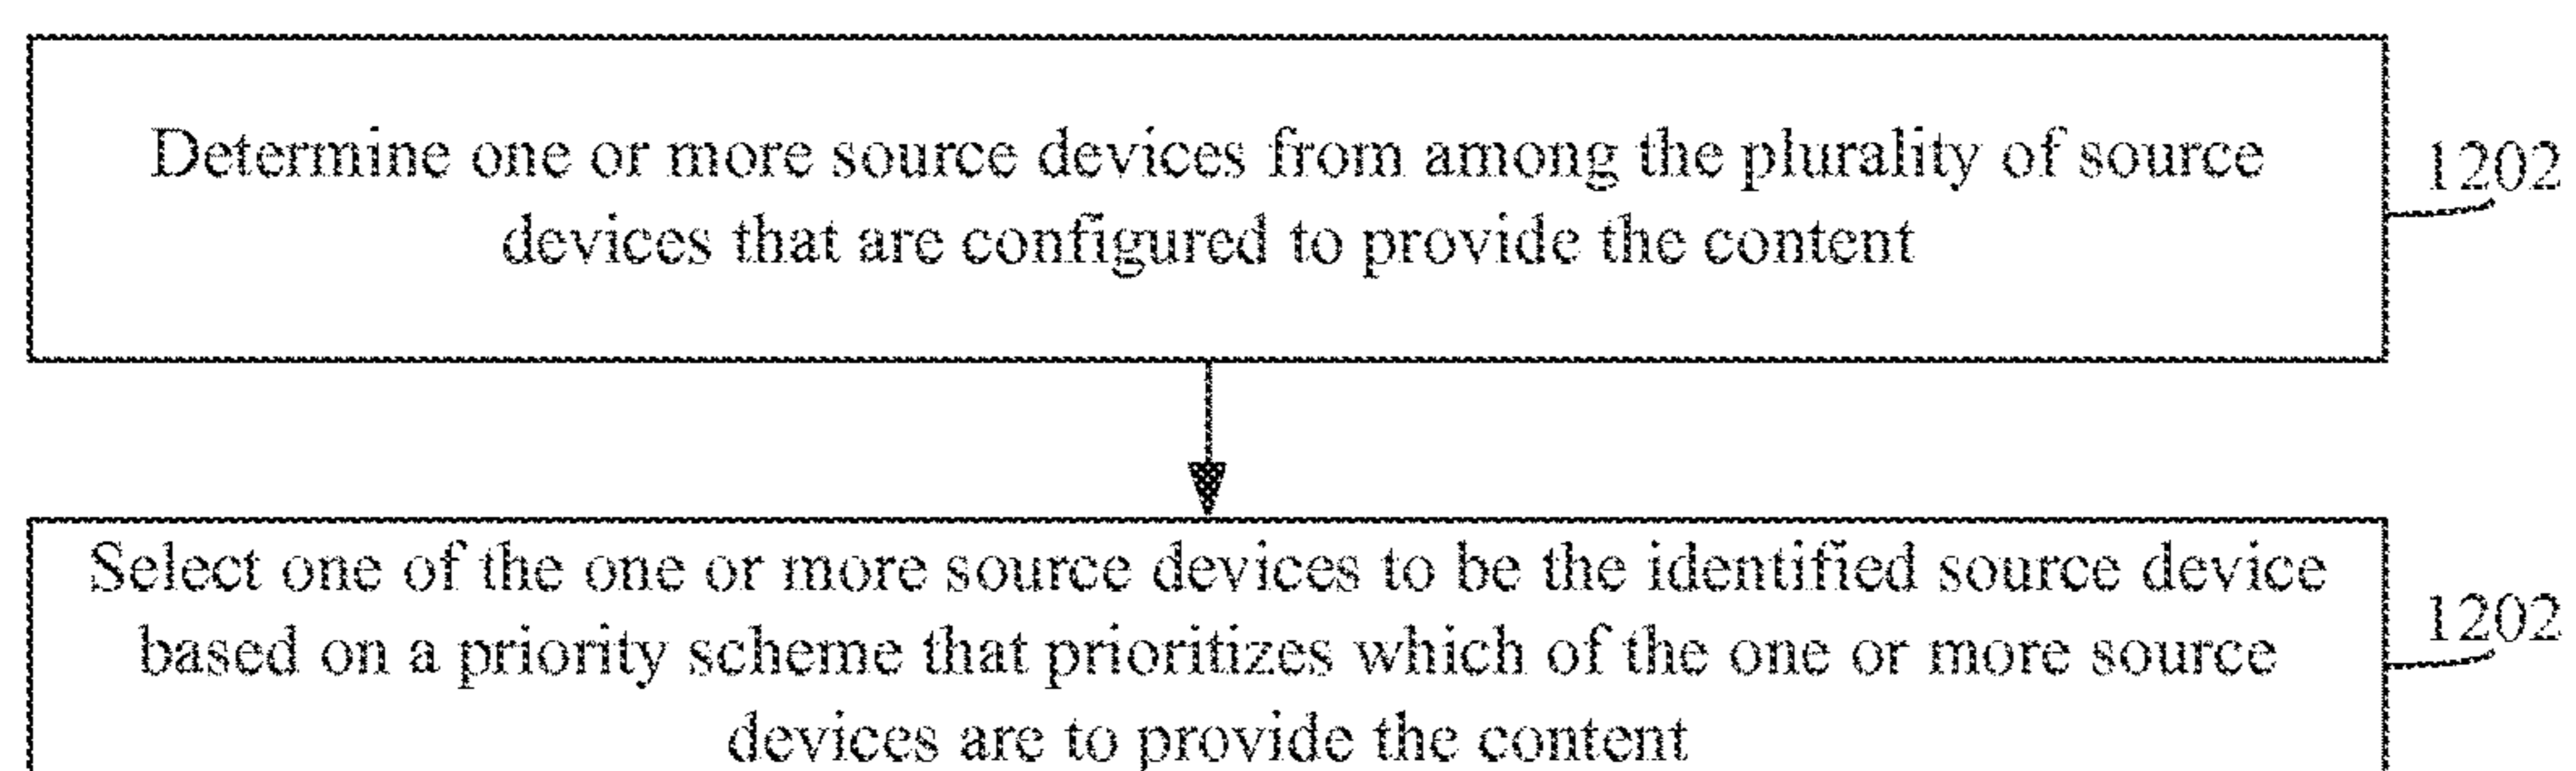 Determine one or more source devices from among the plurality of source
devices that are configured to provide the content
1202
Select one of the one or more source devices to be the identified source device
based on a priority scheme that prioritizes which of the one or more source
devices are to provide the content
1202